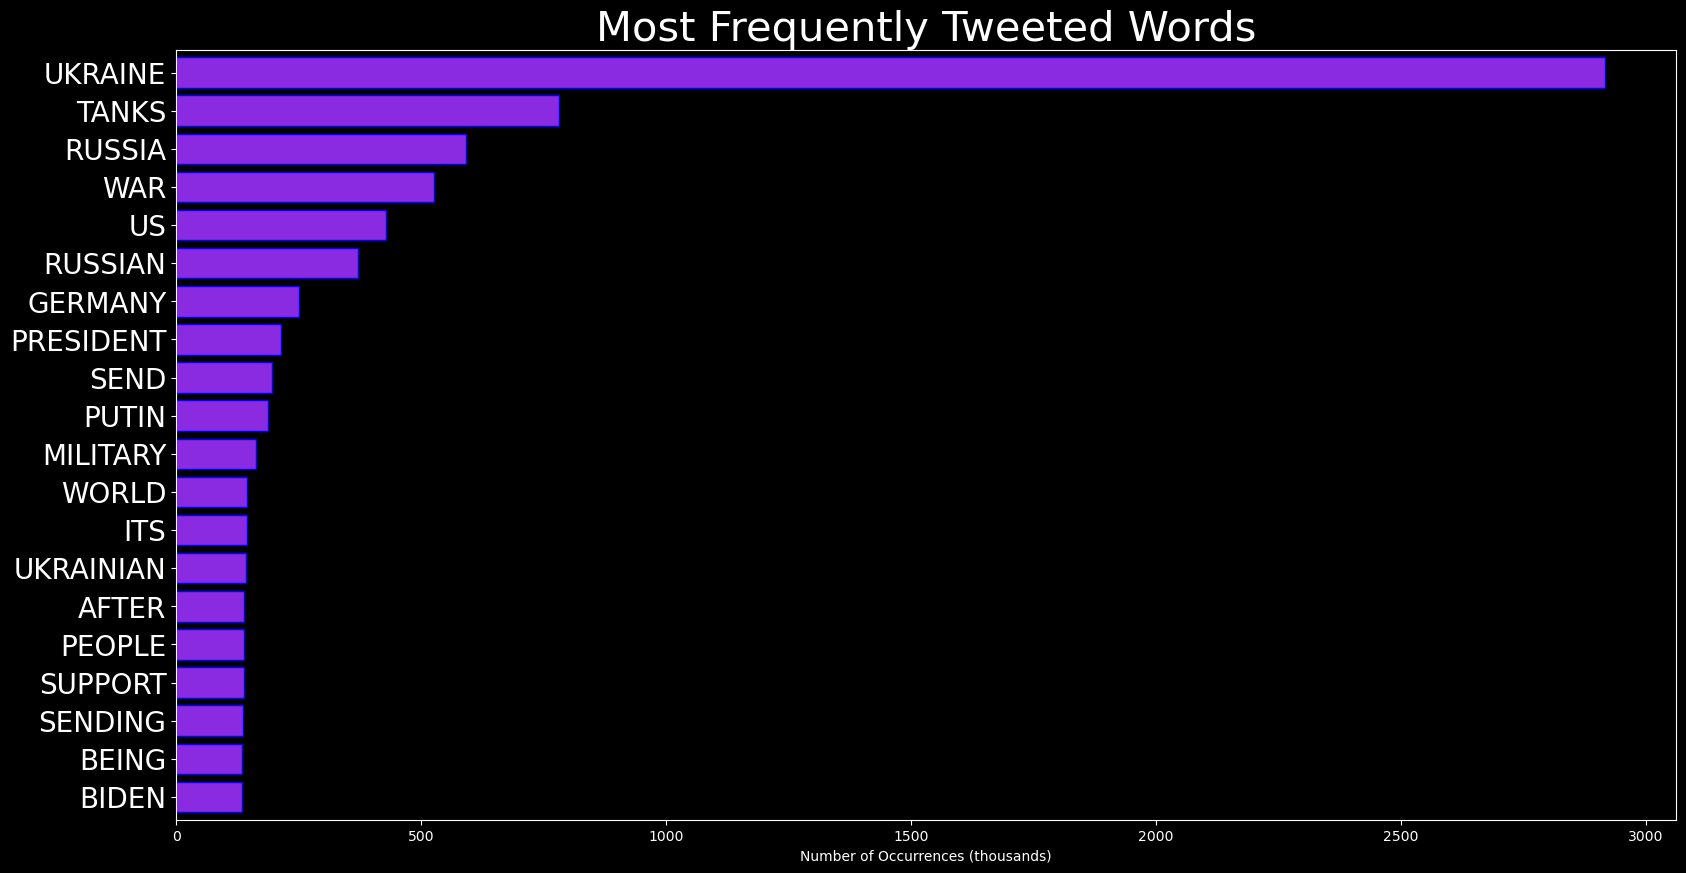 Most Frequently Tweeted Words
UKRAINE
TANKS
RUSSIA
WAR
US
RUSSIAN
GERMANY
PRESIDENT
SEND
PUTIN
MILITARY
WORLD
ITS
UKRAINIAN
AFTER
PEOPLE
SUPPORT
SENDING
BEING
BIDEN
0 500 1000 1500 2000 2500 3000
Number of Occurrences (thousands)